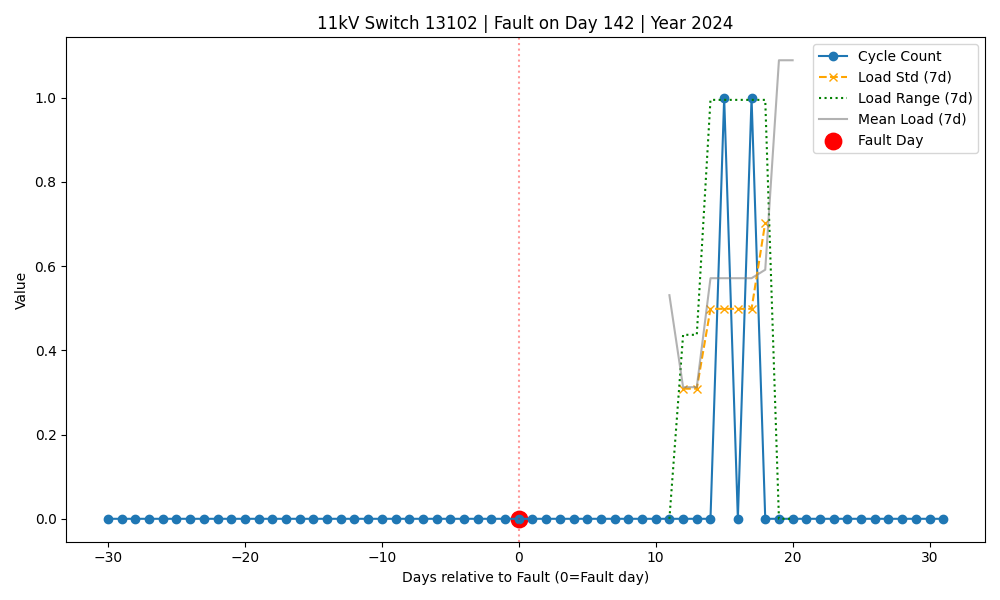 11kV Switch 13102 | Fault on Day 142 | Year 2024
Cycle Count
Load Std (7d)
Load Range (7d)
Mean Load (7d)
Fault Day
1.0
0.8
0.6
0.4
0.2
0.0
Value
−30
−20
−10
0
10
20
30
Days relative to Fault (0=Fault day)